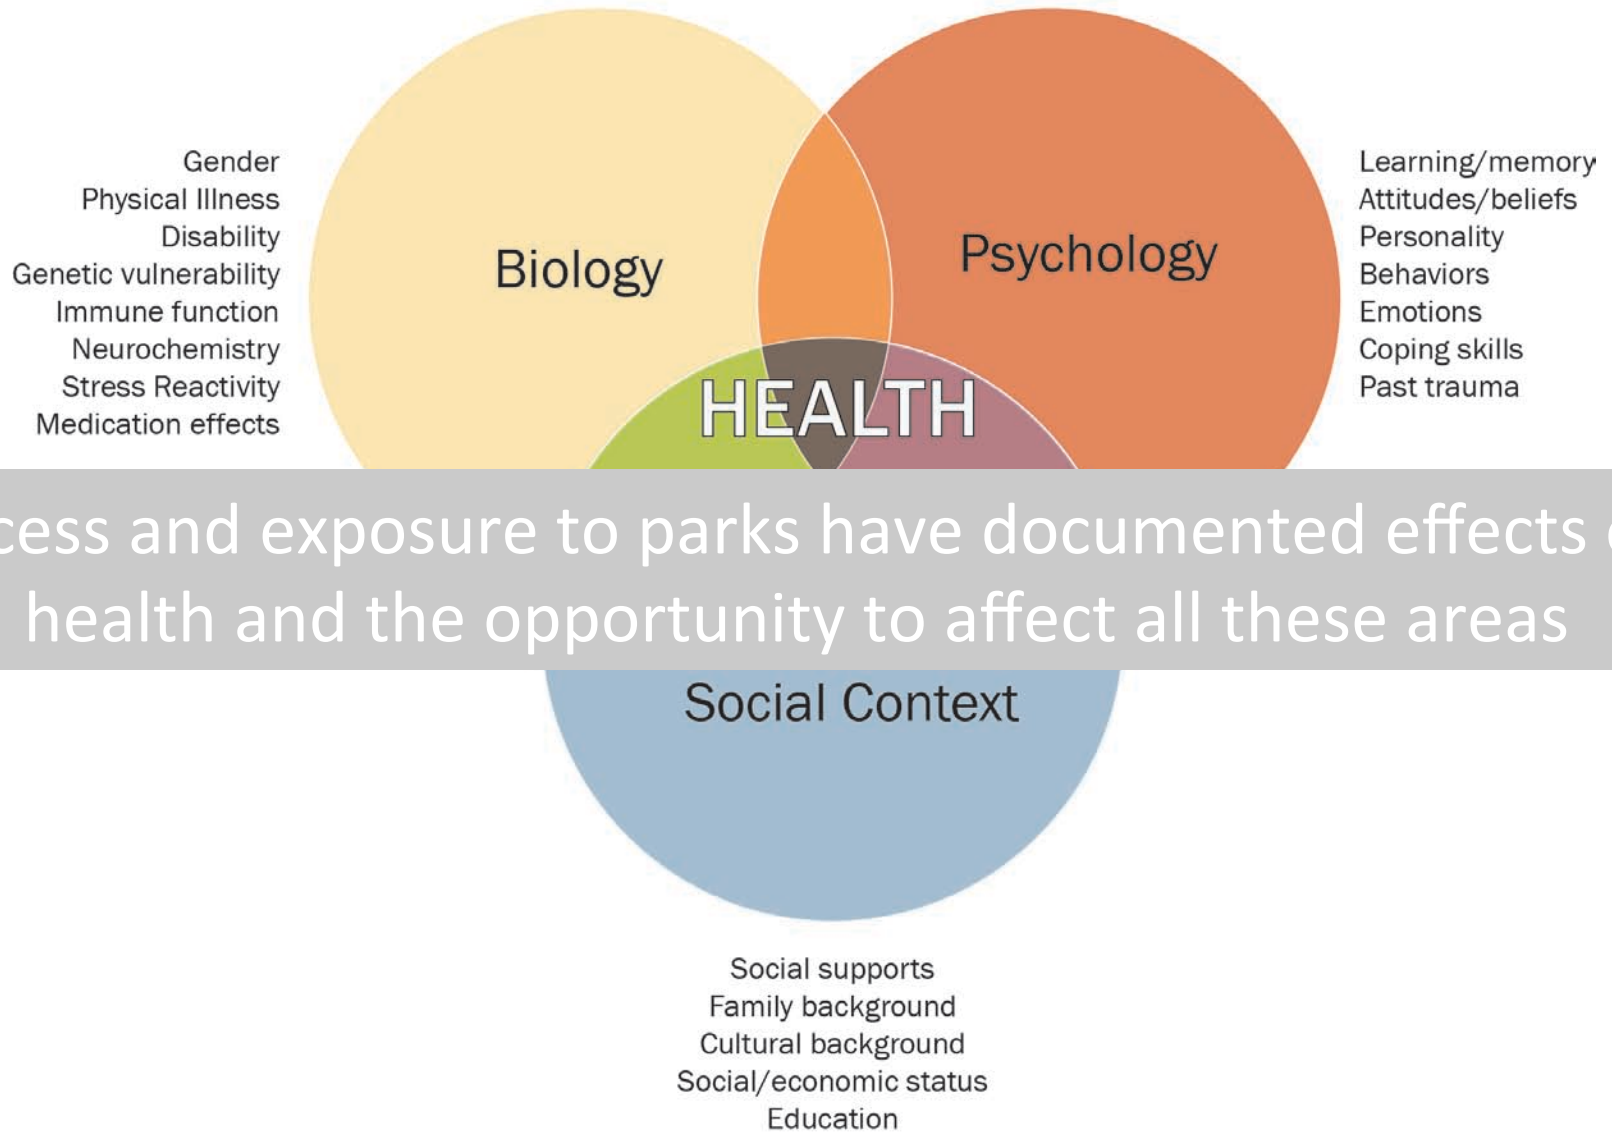 Gender
Physical Illness
Disability
Genetic vulnerability
Immune function
Neurochemistry
Stress Reactivity
Medication effects
Biology
Psychology
Learning/memory
Attitudes/beliefs
Personality
Behaviors
Emotions
Coping skills
Past trauma
HEALTH
cess and exposure to parks have documented effects
health and the opportunity to affect all these areas
Social Context
Social supports
Family background
Cultural background
Social/economic status
Education